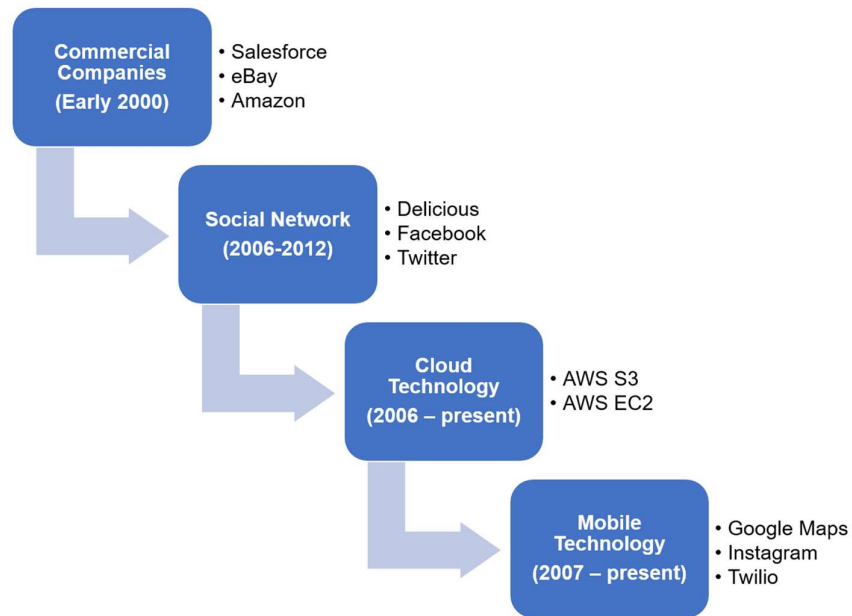 Commercial
Companies
(Early 2000)
• Salesforce
• eBay
• Amazon
Social Network
(2006-2012)
• Delicious
• Facebook
• Twitter
Cloud
Technology
(2006 – present)
• AWS S3
• AWS EC2
Mobile
Technology
(2007 – present)
• Google Maps
• Instagram
• Twilio